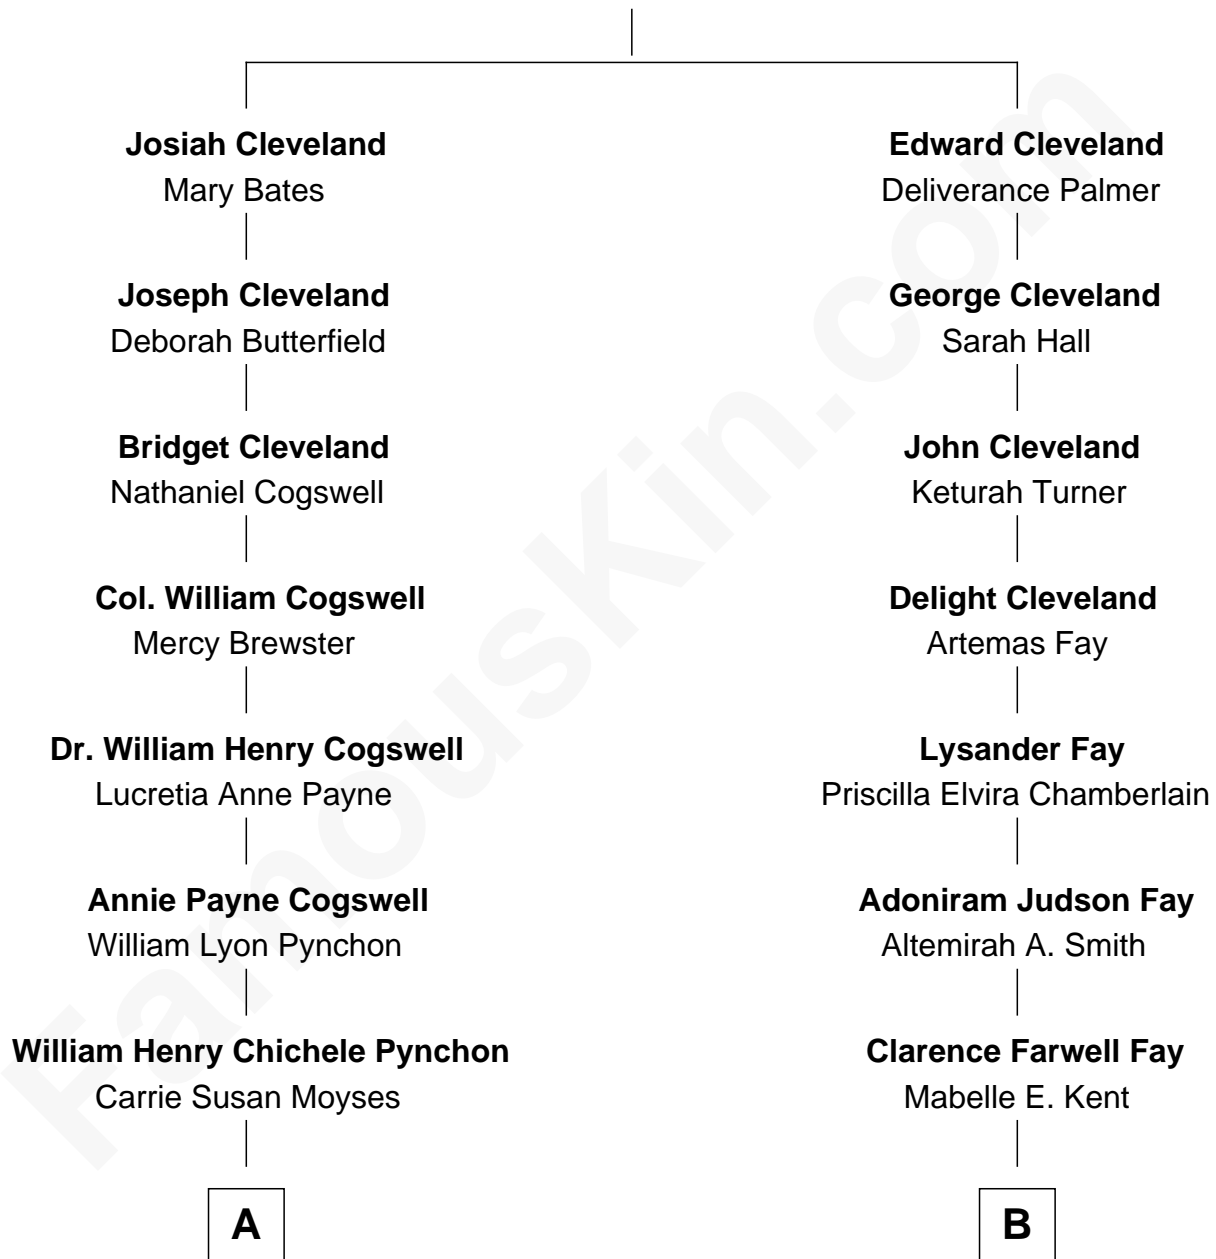 Josiah Cleveland
Mary Bates
Edward Cleveland
Deliverance Palmer
Joseph Cleveland
Deborah Butterfield
George Cleveland
Sarah Hall
Bridget Cleveland
Nathaniel Cogswell
John Cleveland
Keturah Turner
Col. William Cogswell
Mercy Brewster
Delight Cleveland
Artemas Fay
Dr. William Henry Cogswell
Lucretia Anne Payne
Lysander Fay
Priscilla Elvira Chamberlain
Annie Payne Cogswell
William Lyon Pynchon
Adoniram Judson Fay
Altemirah A. Smith
William Henry Chichele Pynchon
Carrie Susan Moyses
Clarence Farwell Fay
Mabelle E. Kent
A
B
FamousKin.com